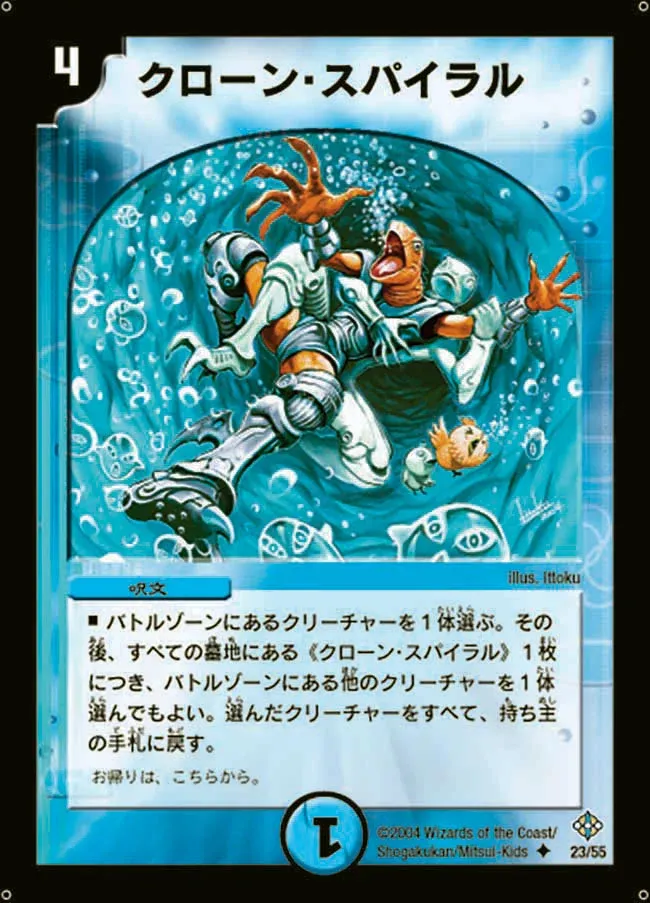 4
クローン・スパイラル
illus. Ittoku
呪文
■ バトルゾーンにあるクリーチャーを1体選ぶ。その
後、すべての墓地にある《クローン・スパイラル》1枚
につき、バトルゾーンにある他のクリーチャーを1体
選んでもよい。選んだクリーチャーをすべて、持ち主
の手札に戻す。
お帰りは、こちらから。
1
©2004 Wizards of the Coast/
Shogakukan/Mitsui-Kids
23/55